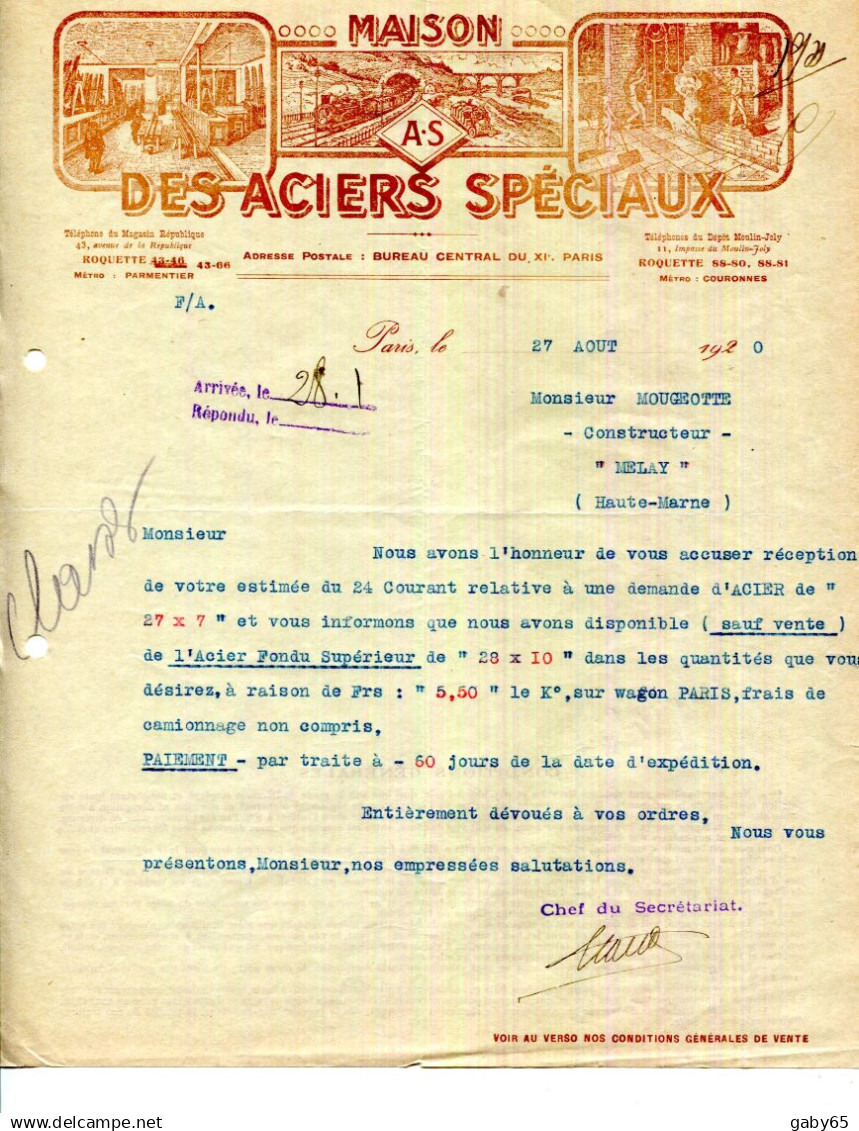 MAISON
A·S
DES ACIERS SPÉCIAUX
1920
Téléphone du Magasin République
43, avenue de la République
ROQUETTE 43-46 43-66
MÉTRO : PARMENTIER
ADRESSE POSTALE : BUREAU CENTRAL DU XIe PARIS
Téléphones du Depôt Moulin-Joly
11, Impasse du Moulin-Joly
ROQUETTE 88-80, 88-81
MÉTRO : COURONNES
F/A.
Paris, le 27 AOUT 1920
Arrivée, le 28.1
Répondu, le
Monsieur MOUGEOTTE
- Constructeur -
" MELAY "
( Haute-Marne )
Monsieur
Nous avons l'honneur de vous accuser réception
de votre estimée du 24 Courant relative à une demande d'ACIER de "
27 x 7 " et vous informons que nous avons disponible ( sauf vente )
de l'Acier Fondu Supérieur de " 28 x 10 " dans les quantités que vous
désirez, à raison de Frs : " 5,50 " le K°, sur wagon PARIS, frais de
camionnage non compris,
PAIEMENT - par traite à - 60 jours de la date d'expédition.
Entièrement dévoués à vos ordres,
Nous vous
présentons, Monsieur, nos empressées salutations.
Chef du Secrétariat.
VOIR AU VERSO NOS CONDITIONS GÉNÉRALES DE VENTE
gaby65